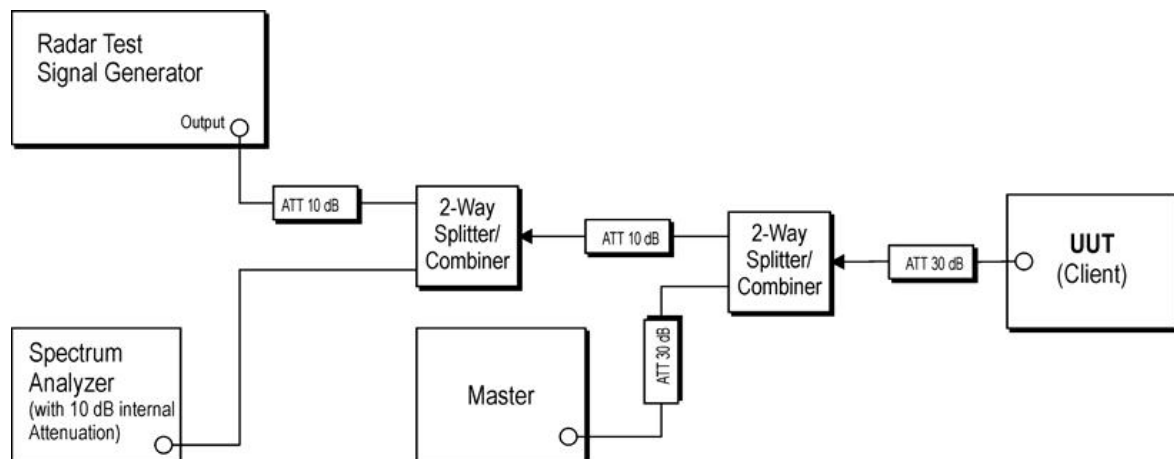 Radar Test
Signal Generator
Output
ATT 10 dB
2-Way
Splitter/
Combiner
ATT 10 dB
2-Way
Splitter/
Combiner
ATT 30 dB
UUT
(Client)
Spectrum
Analyzer
(with 10 dB internal
Attenuation)
Master
ATT 30 dB